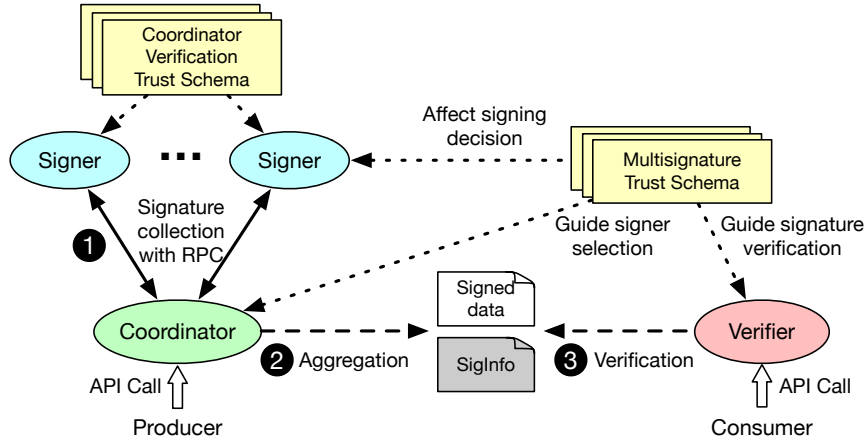 Coordinator
Verification
Trust Schema
Affect signing
decision
Signer
...
Signer
Multisignature
Trust Schema
Signature
collection
with RPC
1
Guide signer
selection
Guide signature
verification
Signed
data
Coordinator
Verifier
2 Aggregation
SigInfo
3 Verification
API Call
API Call
Producer
Consumer